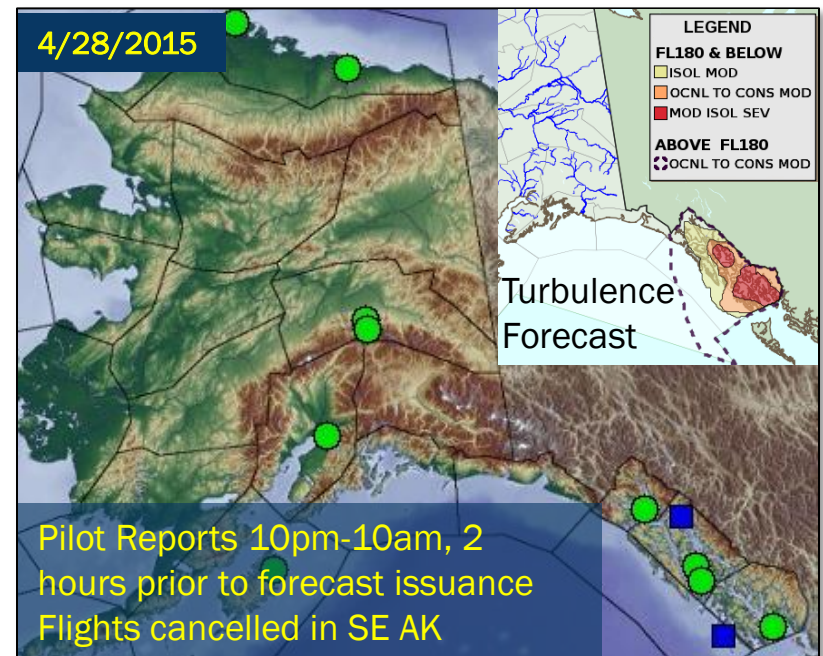 4/28/2015
LEGEND
FL180 & BELOW
ISOL MOD
OCNL TO CONS MOD
MOD ISOL SEV
ABOVE FL180
OCNL TO CONS MOD
Turbulence
Forecast
Pilot Reports 10pm-10am, 2
hours prior to forecast issuance
Flights cancelled in SE AK